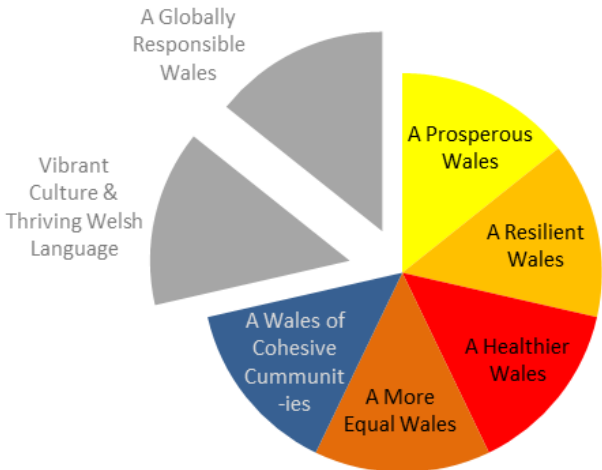 A Globally
Responsible
Wales
A Prosperous
Wales
Vibrant
Culture &
Thriving Welsh
Language
A Resilient
Wales
A Wales of
Cohesive
Cummunit
-ies
A Healthier
Wales
A More
Equal Wales